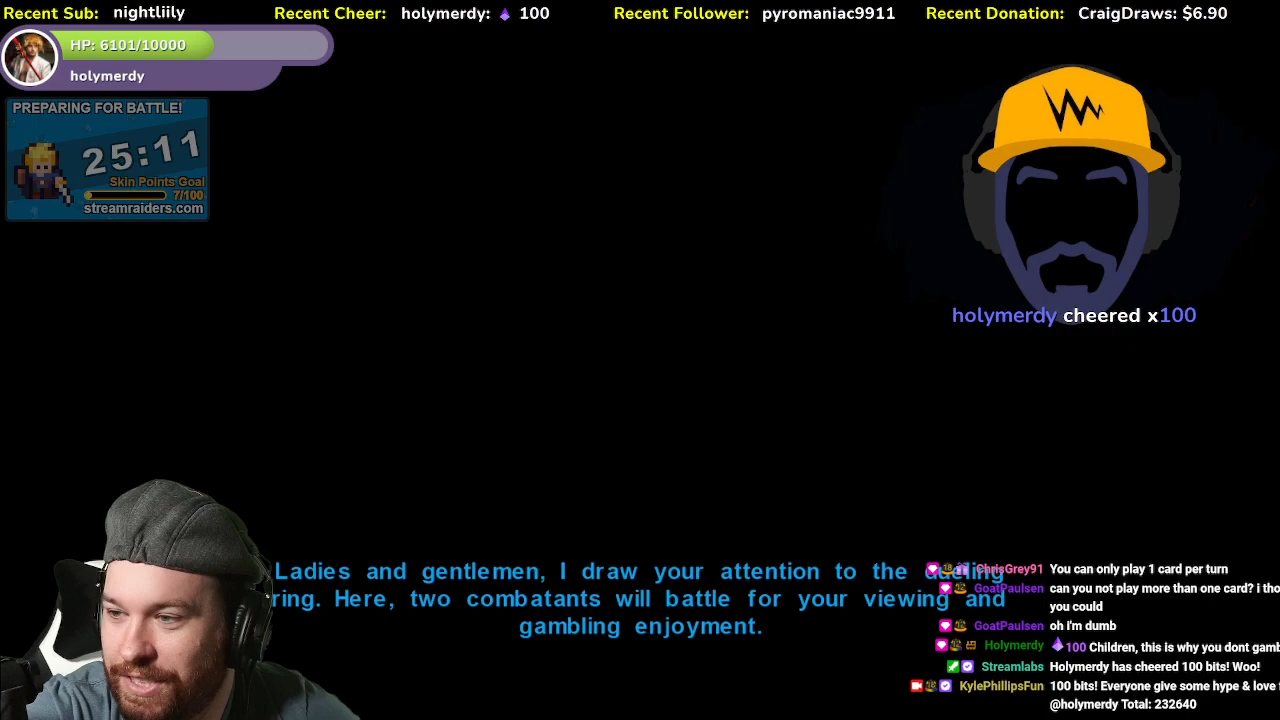 Recent Sub: nightliily Recent Cheer: holymerdy: 100 Recent Follower: pyromaniac9911 Recent Donation: CraigDraws: $6.90
HP: 6101/10000
holymerdy
PREPARING FOR BATTLE!
25:11
Skin Points Goal
7/100
streamraiders.com
holymerdy cheered x100
Ladies and gentlemen, I draw your attention to the dueling
ring. Here, two combatants will battle for your viewing and
gambling enjoyment.
ChrisGrey91 You can only play 1 card per turn
GoatPaulsen can you not play more than one card? i tho
you could
GoatPaulsen oh I'm dumb
Holymerdy 100 Children, this is why you dont gamb
Streamlabs Holymerdy has cheered 100 bits! Woo!
KylePhillipsFun 100 bits! Everyone give some hype & love
@holymerdy Total: 232640